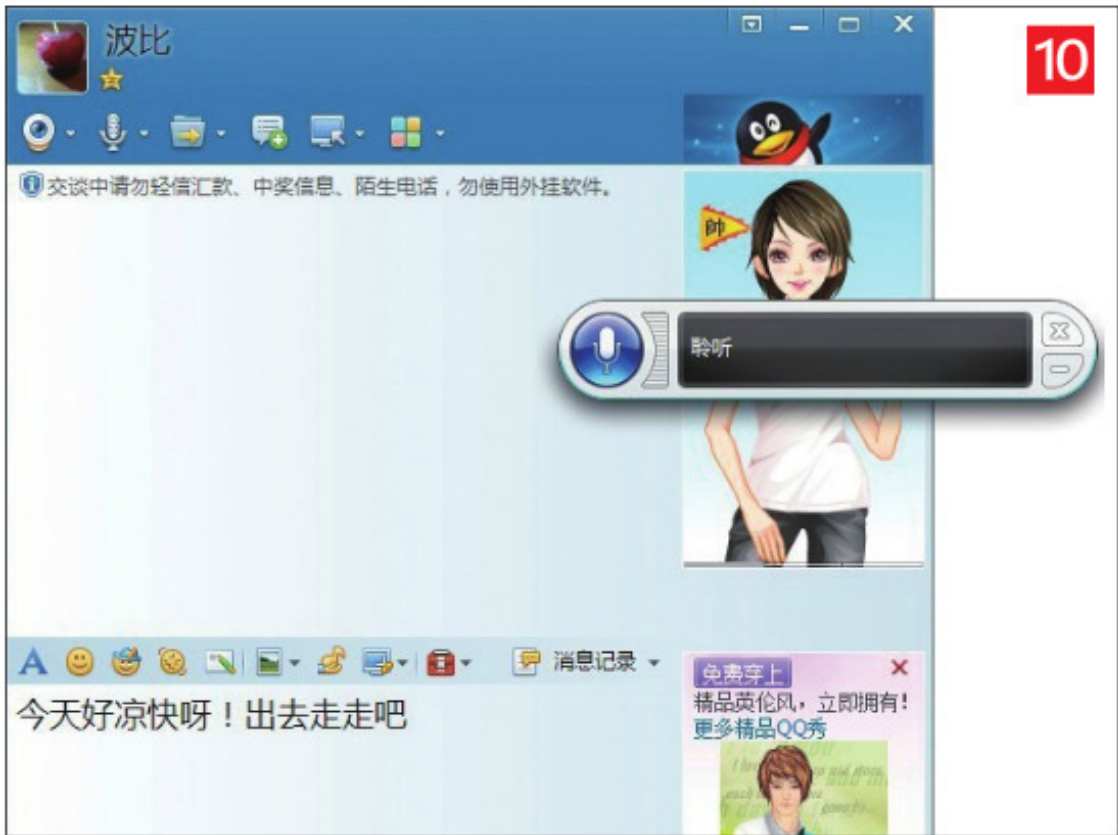 波比
10
交谈中请勿轻信汇款、中奖信息、陌生电话，勿使用外挂软件。
帥
聆听
消息记录
今天好凉快呀！出去走走吧
免费穿上
精品英伦风，立即拥有！
更多精品QQ秀